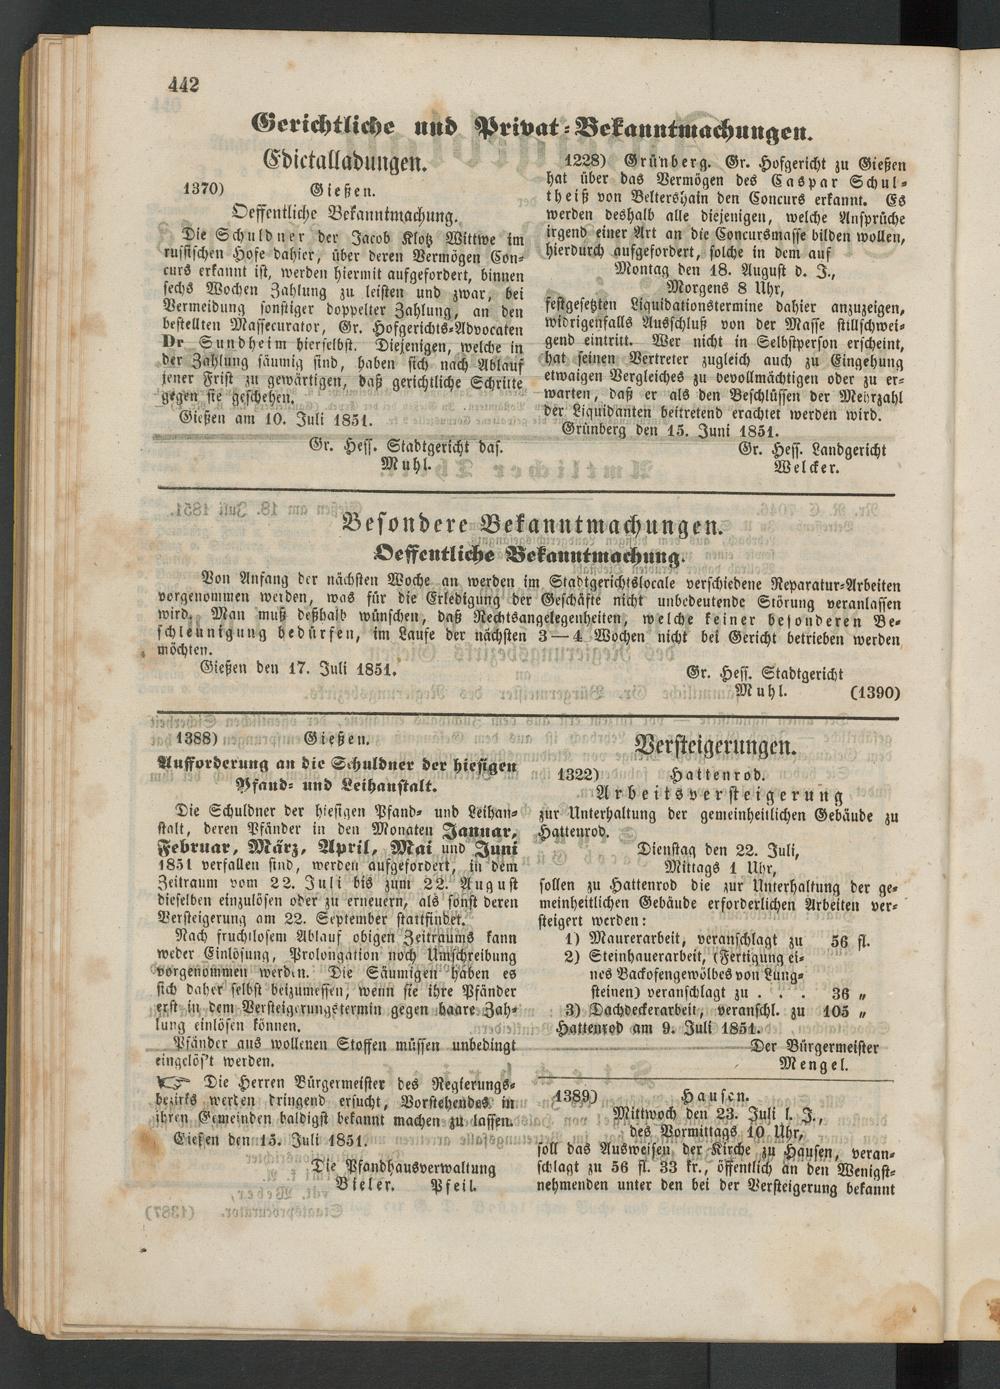 442
Gerichtliche und Privat-Bekanntmachungen.
Edictalladungen.
1370) Gießen.
Oeffentliche Bekanntmachung.
Die Schuldner der Jacob Klotz Wittwe im
russischen Hofe dahier, über deren Vermögen Con-
curs erkannt ist, werden hiermit aufgefordert, binnen
sechs Wochen Zahlung zu leisten und zwar, bei
Vermeidung sonstiger doppelter Zahlung, an den
bestellten Massecurator, Gr. Hofgerichts-Advocaten
Dr Sundheim hierselbst. Diejenigen, welche in
der Zahlung säumig sind, haben sich nach Ablauf
jener Frist zu gewärtigen, daß gerichtliche Schritte
gegen sie geschehen.
Gießen am 10. Juli 1851.
Gr. Hess. Stadtgericht das.
Muhl.
1228) Grünberg. Gr. Hofgericht zu Gießen
hat über das Vermögen des Caspar Schul-
theiß von Beltershain den Concurs erkannt. Es
werden deshalb alle diejenigen, welche Ansprüche
irgend einer Art an die Concursmasse bilden wollen,
hierdurch aufgefordert, solche in dem auf
Montag den 18. August d. J.,
Morgens 8 Uhr,
festgesetzten Liquidationstermine dahier anzuzeigen,
widrigenfalls Ausschluß von der Masse stillschwei-
gend eintritt. Wer nicht in Selbstperson erscheint,
hat seinen Vertreter zugleich auch zu Eingehung
etwaigen Vergleiches zu bevollmächtigen oder zu er-
warten, daß er als den Beschlüssen der Mehrzahl
der Liquidanten beitretend erachtet werden wird.
Grünberg den 15. Juni 1851.
Gr. Hess. Landgericht
Welcker.
Besondere Bekanntmachungen.
Oeffentliche Bekanntmachung.
Von Anfang der nächsten Woche an werden im Stadtgerichtslocale verschiedene Reparatur-Arbeiten
vorgenommen werden, was für die Erledigung der Geschäfte nicht unbedeutende Störung veranlassen
wird. Man muß deßhalb wünschen, daß Rechtsangelegenheiten, welche keiner besonderen Be-
schleunigung bedürfen, im Laufe der nächsten 3—4 Wochen nicht bei Gericht betrieben werden
möchten.
Gießen den 17. Juli 1851.
Gr. Hess. Stadtgericht
Muhl. (1390)
1388) Gießen.
Aufforderung an die Schuldner der hiesigen
Pfand- und Leihanstalt.
Die Schuldner der hiesigen Pfand- und Leihan-
stalt, deren Pfänder in den Monaten Januar,
Februar, März, April, Mai und Juni
1851 verfallen sind, werden aufgefordert, in dem
Zeitraum vom 22. Juli bis zum 22. August
dieselben einzulösen oder zu erneuern, als sonst deren
Versteigerung am 22. September stattfindet.
Nach fruchtlosem Ablauf obigen Zeitraums kann
weder Einlösung, Prolongation noch Umschreibung
vorgenommen werden. Die Säumigen haben es
sich daher selbst beizumessen, wenn sie ihre Pfänder
erst in dem Versteigerungstermin gegen baare Zah-
lung einlösen können.
Pfänder aus wollenen Stoffen müssen unbedingt
eingelös't werden.
☞ Die Herren Bürgermeister des Regierungs-
bezirks werden dringend ersucht, Vorstehendes in
ihren Gemeinden baldigst bekannt machen zu lassen.
Gießen den 15. Juli 1851.
Die Pfandhausverwaltung
Bieler. Pfeil.
Versteigerungen.
1322) Hattenrod.
Arbeitsversteigerung
zur Unterhaltung der gemeinheitlichen Gebäude zu
Hattenrod.
Dienstag den 22. Juli,
Mittags 1 Uhr,
sollen zu Hattenrod die zur Unterhaltung der ge-
meinheitlichen Gebäude erforderlichen Arbeiten ver-
steigert werden:
1) Maurerarbeit, veranschlagt zu 56 fl.
2) Steinhauerarbeit, (Fertigung ei-
nes Backofengewölbes von Lung-
steinen) veranschlagt zu . . . 36 „
3) Dachdeckerarbeit, veranschl. zu 105 „
Hattenrod am 9. Juli 1851.
Der Bürgermeister
Mengel.
1389) Hausen.
Mittwoch den 23. Juli l. J.,
des Vormittags 10 Uhr,
soll das Ausweisen der Kirche zu Hausen, veran-
schlagt zu 56 fl. 33 kr., öffentlich an den Wenigst-
nehmenden unter den bei der Versteigerung bekannt